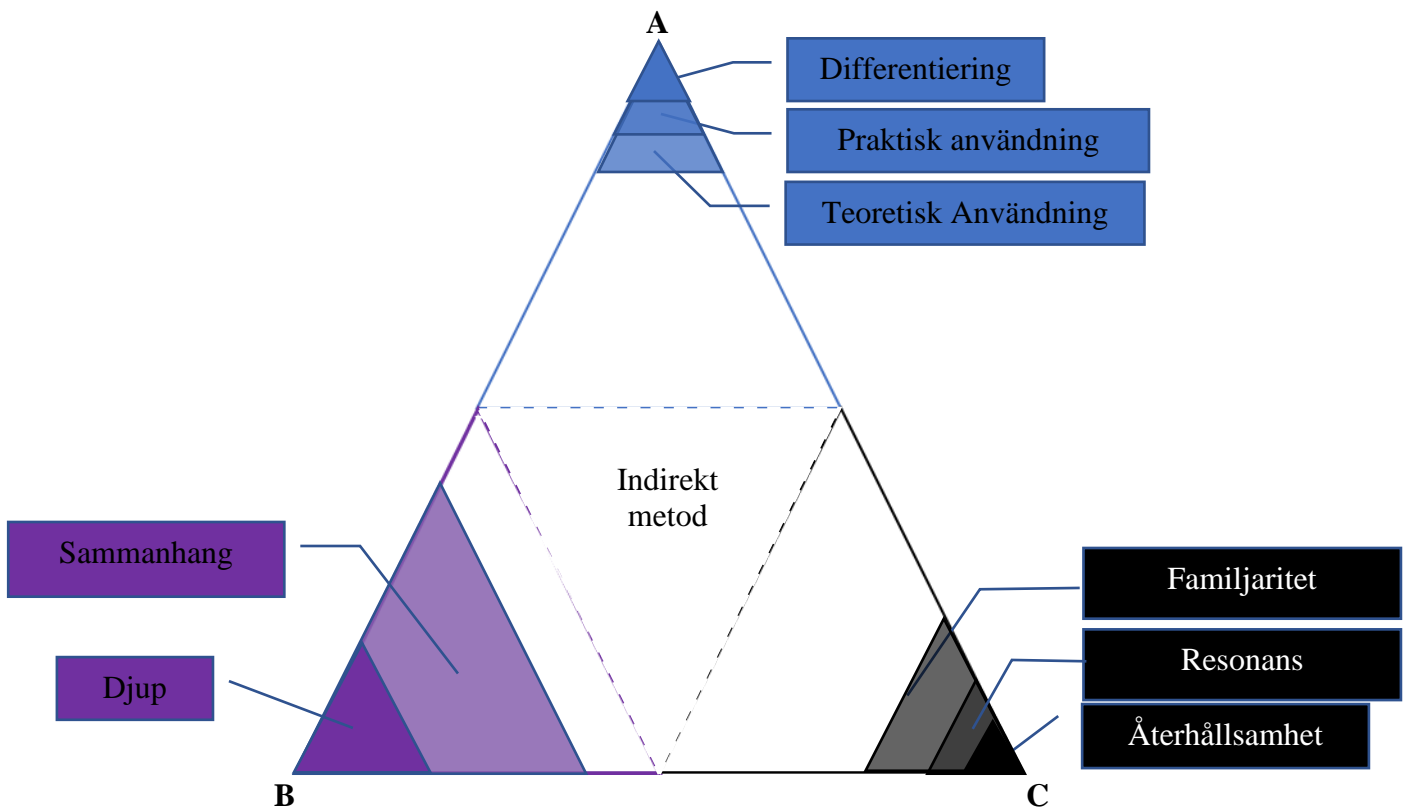 A
Differentiering
Praktisk användning
Teoretisk Användning
Indirekt
metod
Sammanhang
Familjaritet
Resonans
Djup
Återhållsamhet
B
C